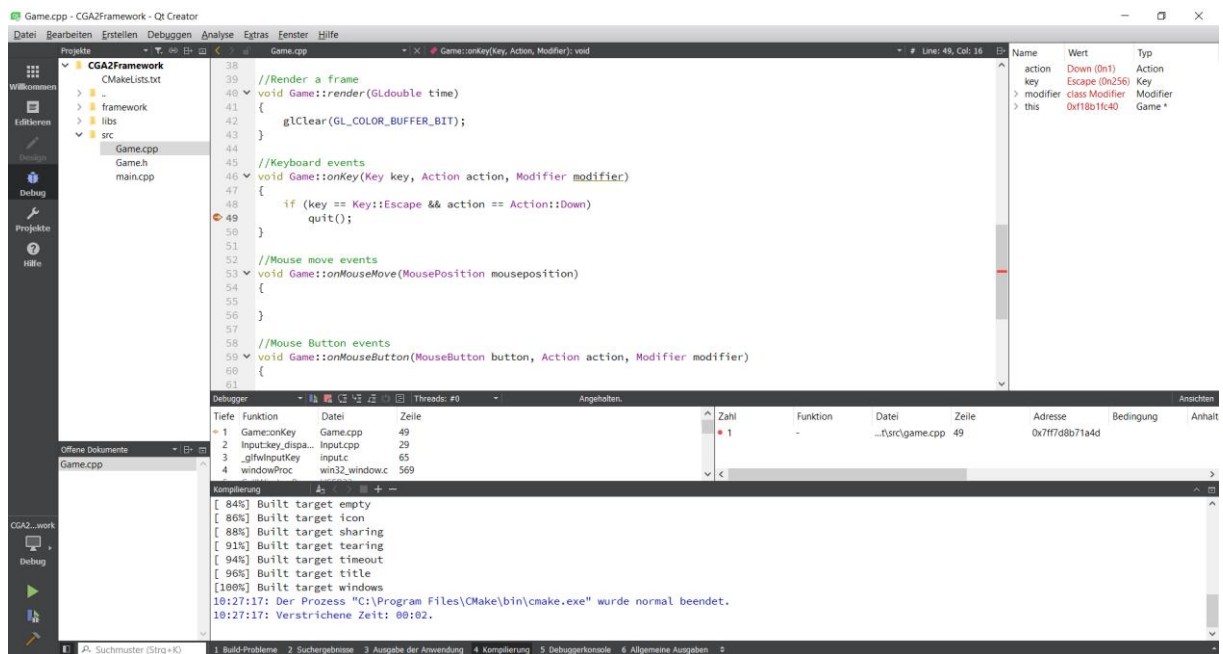 Game.cpp - CGA2Framework - Qt Creator
Datei Bearbeiten Erstellen Debuggen Analyse Extras Fenster Hilfe
Projekte
Game.cpp
Game::onKey(Key, Action, Modifier): void
# Line: 49, Col: 16
Willkommen
Editieren
Design
Debug
Projekte
Hilfe
CGA2...work
Debug
CGA2Framework
CMakeLists.txt
..
framework
libs
src
Game.cpp
Game.h
main.cpp
38
39 //Render a frame
40 void Game::render(GLdouble time)
41 {
42 glClear(GL_COLOR_BUFFER_BIT);
43 }
44
45 //Keyboard events
46 void Game::onKey(Key key, Action action, Modifier modifier)
47 {
48 if (key == Key::Escape && action == Action::Down)
49 quit();
50 }
51
52 //Mouse move events
53 void Game::onMouseMove(MousePosition mouseposition)
54 {
55
56 }
57
58 //Mouse Button events
59 void Game::onMouseButton(MouseButton button, Action action, Modifier modifier)
60 {
61
Name Wert Typ
action Down (0n1) Action
key Escape (0n256) Key
modifier class Modifier Modifier
this 0xf18b1fc40 Game *
Debugger Threads: #0 Angehalten. Ansichten
Tiefe Funktion Datei Zeile
1 Game::onKey Game.cpp 49
2 Input::key_dispa... Input.cpp 29
3 _glfwInputKey input.c 65
4 windowProc win32_window.c 569
Zahl Funktion Datei Zeile Adresse Bedingung Anhalt
1 - ...t\src\game.cpp 49 0x7ff7d8b71a4d
Offene Dokumente
Game.cpp
Kompilierung
[ 84%] Built target empty
[ 86%] Built target icon
[ 88%] Built target sharing
[ 91%] Built target tearing
[ 94%] Built target timeout
[ 96%] Built target title
[100%] Built target windows
10:27:17: Der Prozess "C:\Program Files\CMake\bin\cmake.exe" wurde normal beendet.
10:27:17: Verstrichene Zeit: 00:02.
Suchmuster (Strg+K)
1 Build-Probleme 2 Suchergebnisse 3 Ausgabe der Anwendung 4 Kompilierung 5 Debuggerkonsole 6 Allgemeine Ausgaben